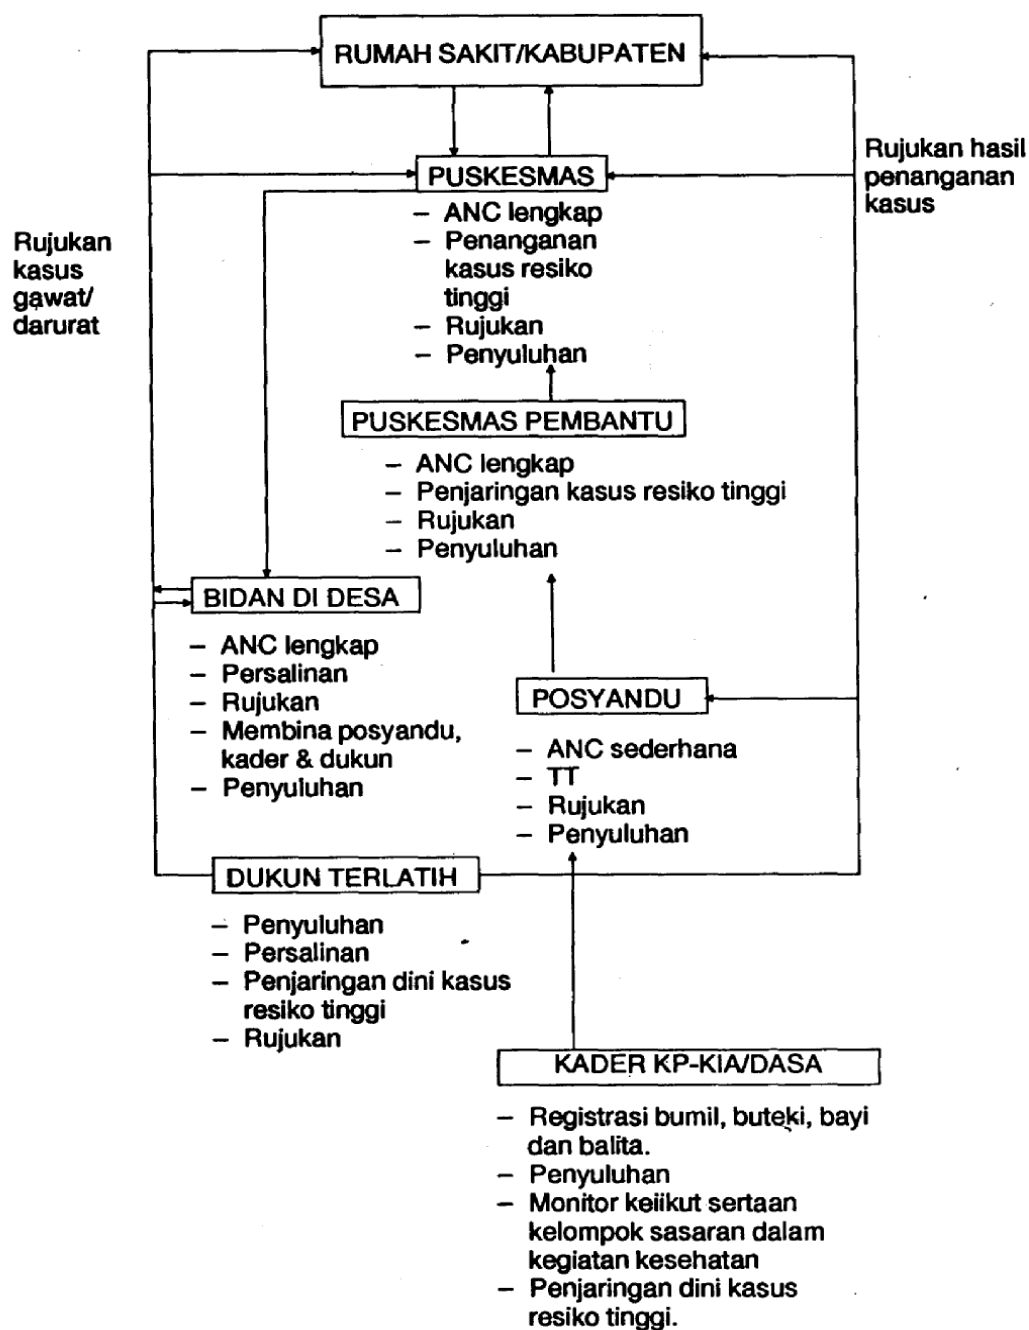 RUMAH SAKIT/KABUPATEN
Rujukan hasil
penanganan
kasus
PUSKESMAS
– ANC lengkap
– Penanganan
kasus resiko
tinggi
– Rujukan
– Penyuluhan
Rujukan
kasus
gawat/
darurat
PUSKESMAS PEMBANTU
– ANC lengkap
– Penjaringan kasus resiko tinggi
– Rujukan
– Penyuluhan
BIDAN DI DESA
– ANC lengkap
– Persalinan
– Rujukan
– Membina posyandu,
kader & dukun
– Penyuluhan
POSYANDU
– ANC sederhana
– TT
– Rujukan
– Penyuluhan
DUKUN TERLATIH
– Penyuluhan
– Persalinan
– Penjaringan dini kasus
resiko tinggi
– Rujukan
KADER KP-KIA/DASA
– Registrasi bumil, buteki, bayi
dan balita.
– Penyuluhan
– Monitor keiikut sertaan
kelompok sasaran dalam
kegiatan kesehatan
– Penjaringan dini kasus
resiko tinggi.